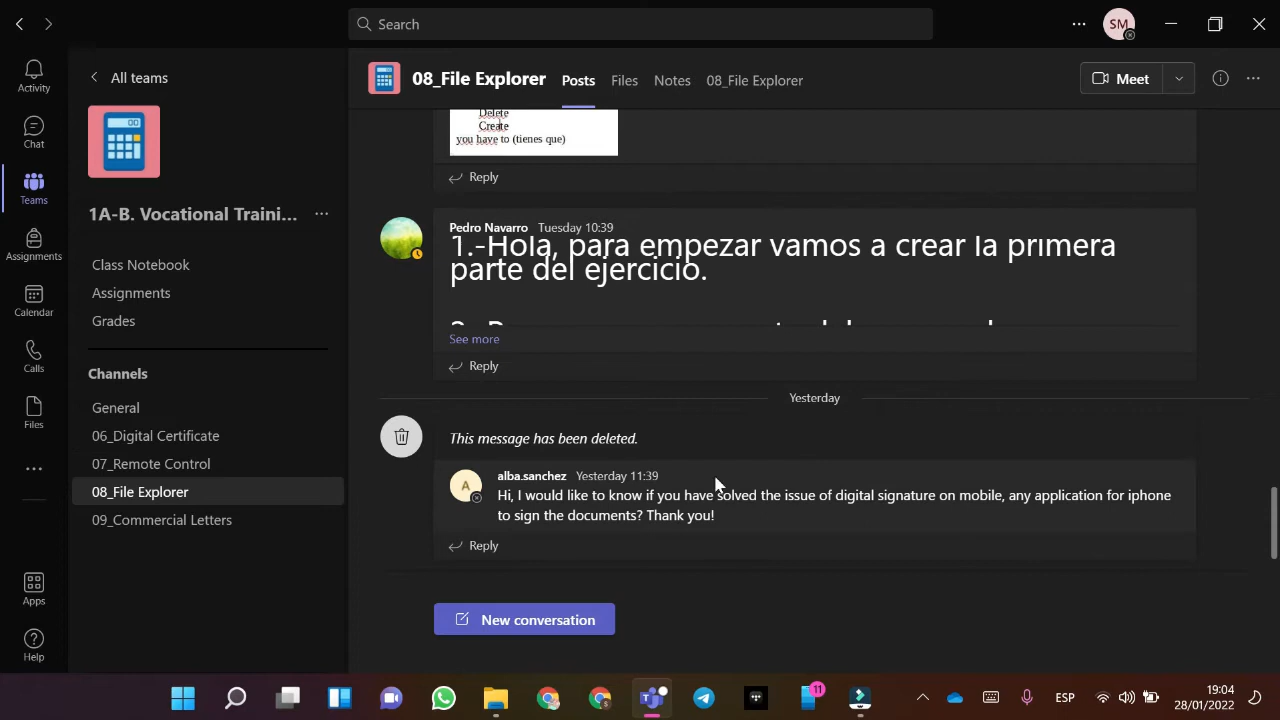 Search
SM
Activity
Chat
Teams
Assignments
Calendar
Calls
Files
Apps
Help
All teams
1A-B. Vocational Traini...
Class Notebook
Assignments
Grades
Channels
General
06_Digital Certificate
07_Remote Control
08_File Explorer
09_Commercial Letters
08_File Explorer
Posts
Files
Notes
08_File Explorer
Meet
Delete
Create
you have to (tienes que)
Reply
Pedro Navarro Tuesday 10:39
1.-Hola, para empezar vamos a crear la primera
parte del ejercicio.
See more
Reply
Yesterday
This message has been deleted.
A
alba.sanchez Yesterday 11:39
Hi, I would like to know if you have solved the issue of digital signature on mobile, any application for iphone
to sign the documents? Thank you!
Reply
New conversation
11
ESP
19:04
28/01/2022